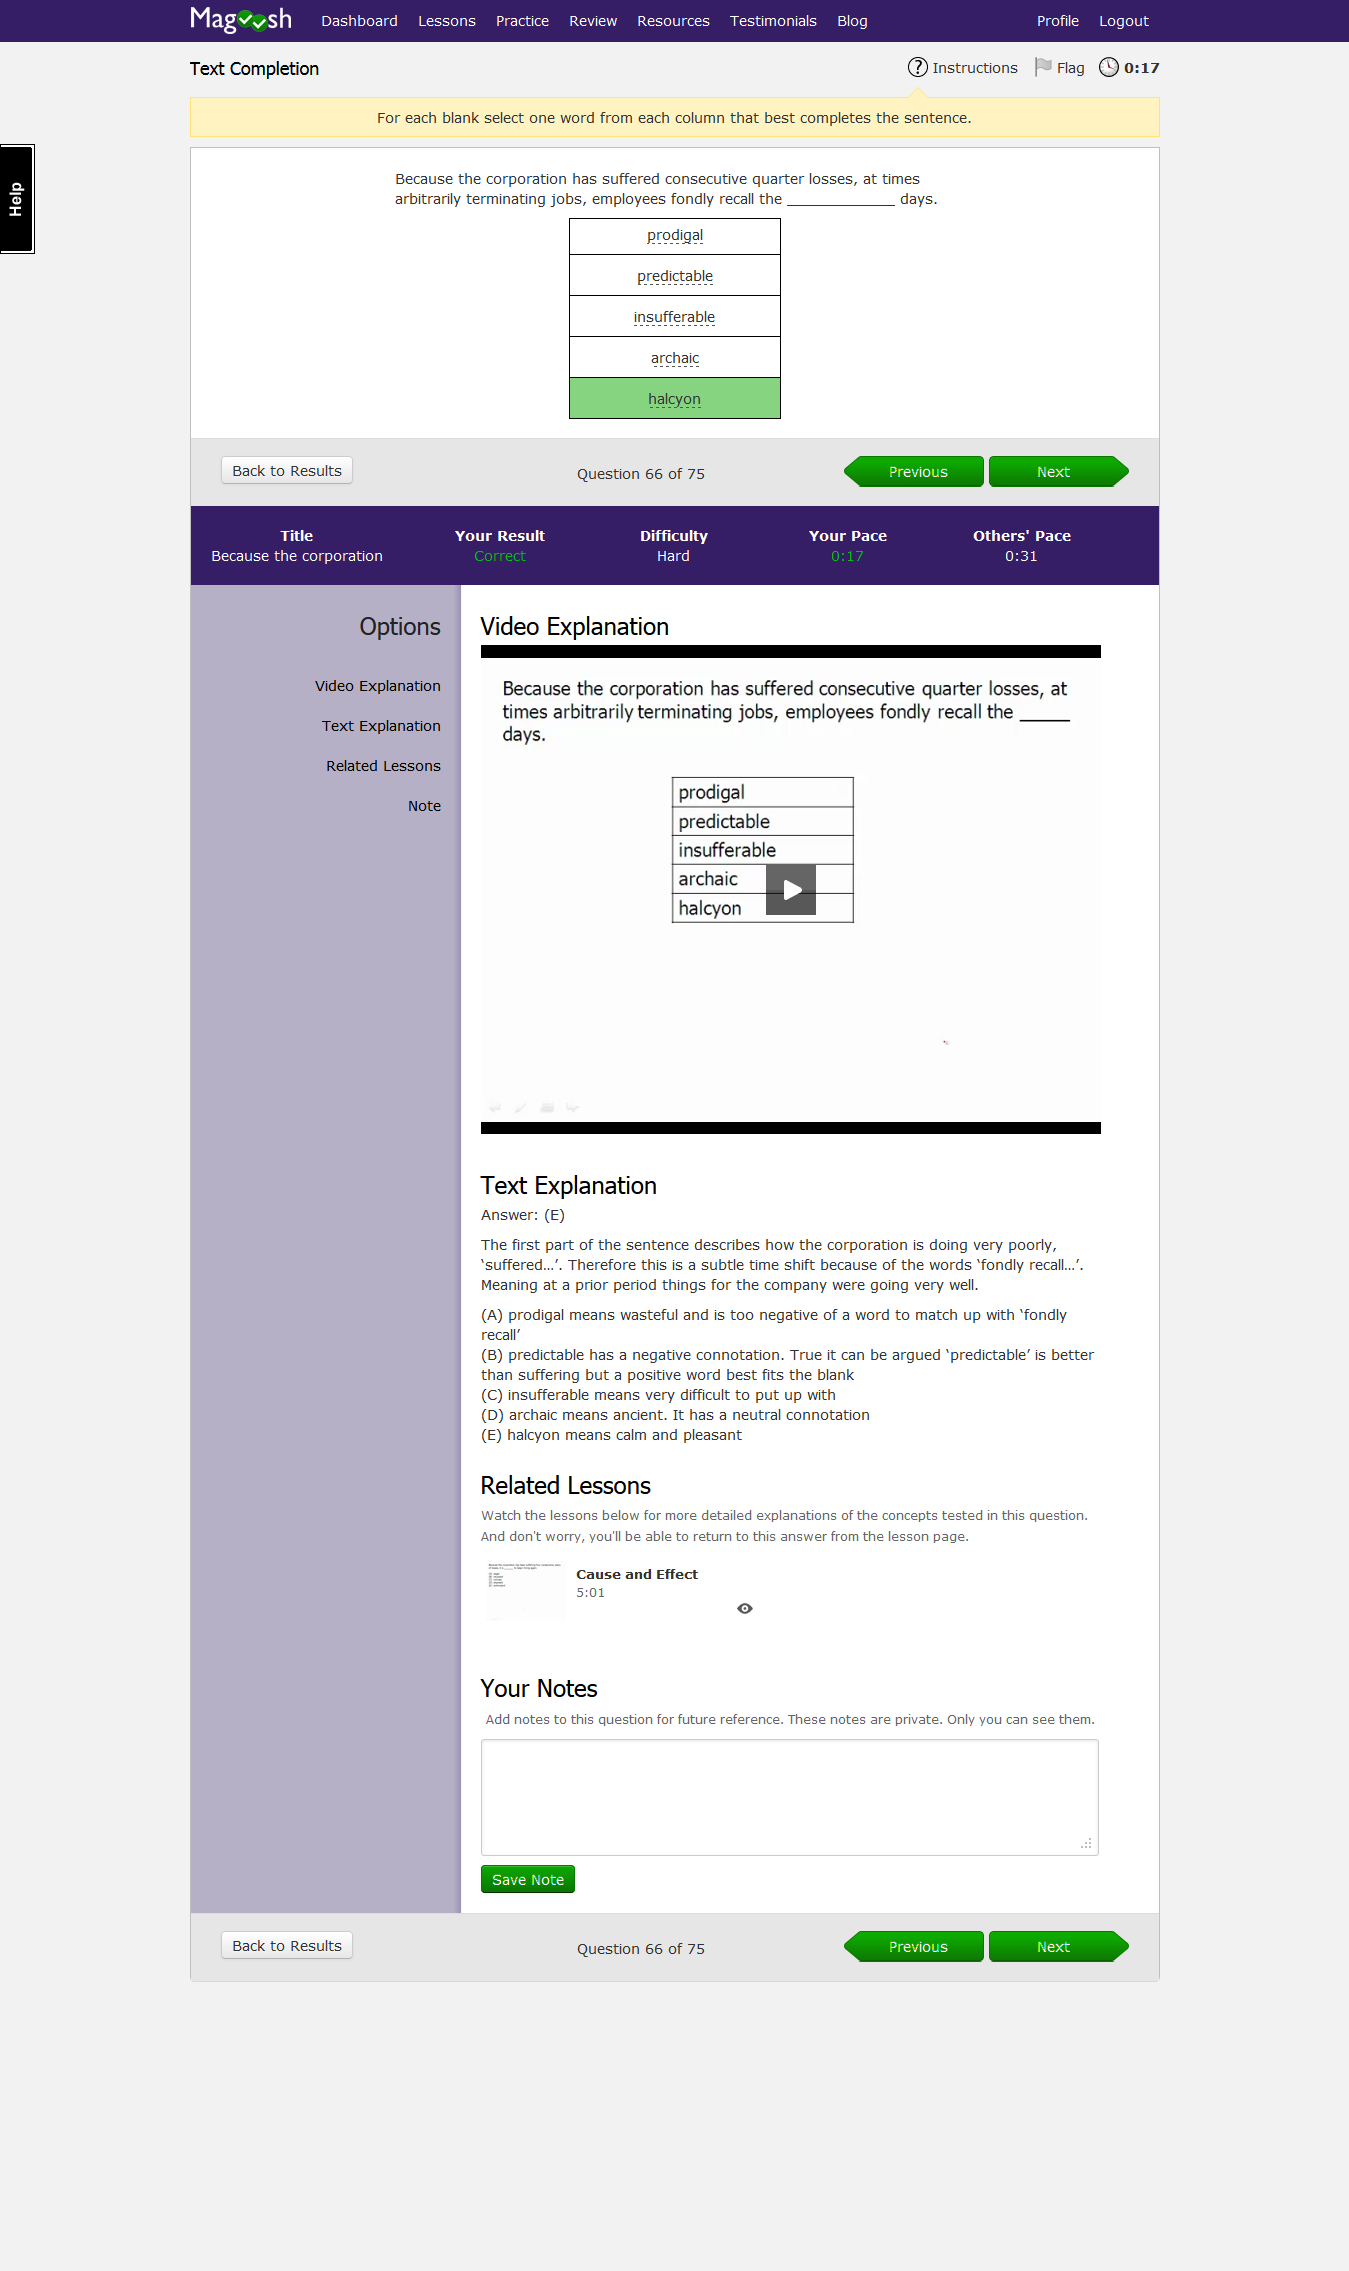 Magoosh Dashboard Lessons Practice Review Resources Testimonials Blog Profile Logout
Text Completion Instructions Flag 0:17
For each blank select one word from each column that best completes the sentence.
Help
Because the corporation has suffered consecutive quarter losses, at times
arbitrarily terminating jobs, employees fondly recall the _____________ days.
prodigal
predictable
insufferable
archaic
halcyon
Back to Results Question 66 of 75 Previous Next
Title Your Result Difficulty Your Pace Others' Pace
Because the corporation Correct Hard 0:17 0:31
Options
Video Explanation
Text Explanation
Related Lessons
Note
Video Explanation
Because the corporation has suffered consecutive quarter losses, at
times arbitrarily terminating jobs, employees fondly recall the _____
days.
prodigal
predictable
insufferable
archaic
halcyon
Text Explanation
Answer: (E)
The first part of the sentence describes how the corporation is doing very poorly,
‘suffered…’. Therefore this is a subtle time shift because of the words ‘fondly recall…’.
Meaning at a prior period things for the company were going very well.
(A) prodigal means wasteful and is too negative of a word to match up with ‘fondly
recall’
(B) predictable has a negative connotation. True it can be argued ‘predictable’ is better
than suffering but a positive word best fits the blank
(C) insufferable means very difficult to put up with
(D) archaic means ancient. It has a neutral connotation
(E) halcyon means calm and pleasant
Related Lessons
Watch the lessons below for more detailed explanations of the concepts tested in this question.
And don't worry, you'll be able to return to this answer from the lesson page.
Cause and Effect
5:01
Your Notes
Add notes to this question for future reference. These notes are private. Only you can see them.
Save Note
Back to Results Question 66 of 75 Previous Next